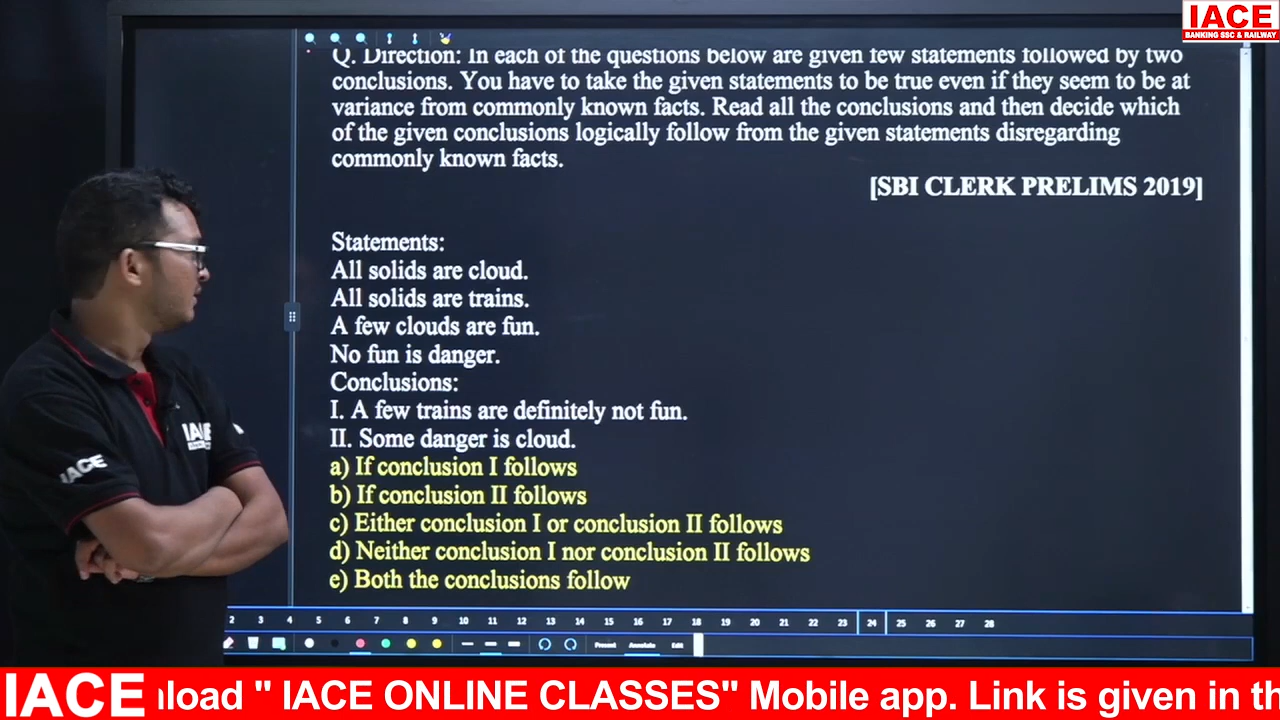 IACE
BANKING SSC & RAILWAY
Q. Direction: In each of the questions below are given few statements followed by two
conclusions. You have to take the given statements to be true even if they seem to be at
variance from commonly known facts. Read all the conclusions and then decide which
of the given conclusions logically follow from the given statements disregarding
commonly known facts.
[SBI CLERK PRELIMS 2019]
Statements:
All solids are cloud.
All solids are trains.
A few clouds are fun.
No fun is danger.
Conclusions:
I. A few trains are definitely not fun.
II. Some danger is cloud.
a) If conclusion I follows
b) If conclusion II follows
c) Either conclusion I or conclusion II follows
d) Neither conclusion I nor conclusion II follows
e) Both the conclusions follow
IACE
IACE
2 3 4 5 6 7 8 9 10 11 12 13 14 15 16 17 18 19 20 21 22 23 24 25 26 27 28
Present Annotate Edit
IACE load " IACE ONLINE CLASSES" Mobile app. Link is given in th